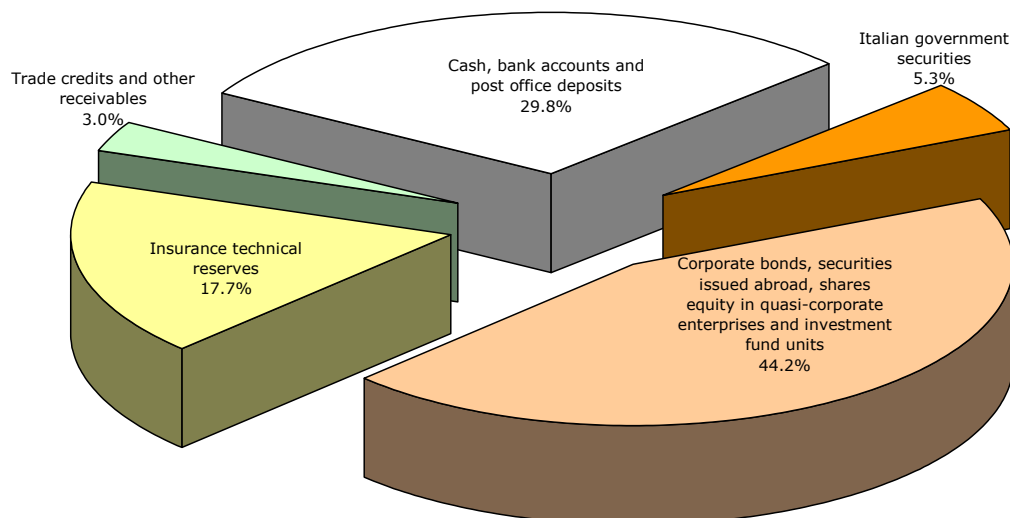 Cash, bank accounts and
post office deposits
29.8%
Italian government
securities
5.3%
Trade credits and other
receivables
3.0%
Insurance technical
reserves
17.7%
Corporate bonds, securities
issued abroad, shares
equity in quasi-corporate
enterprises and investment
fund units
44.2%